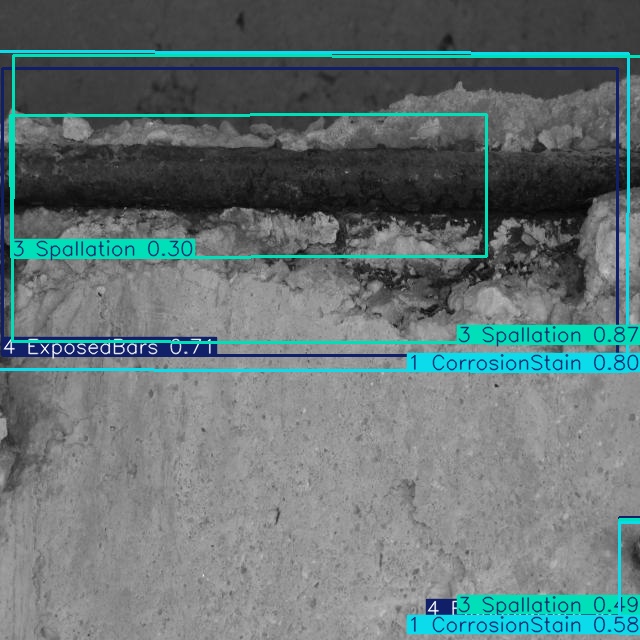 3 Spallation 0.30
3 Spallation 0.87
4 ExposedBars 0.71
1 CorrosionStain 0.80
4
3 Spallation 0.49
1 CorrosionStain 0.58